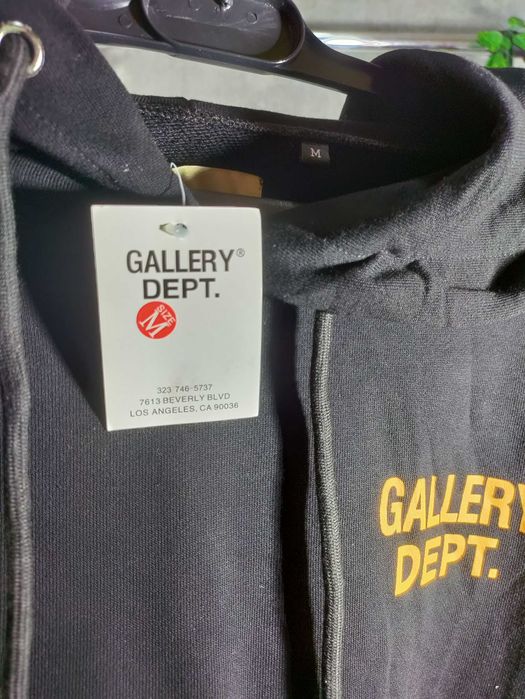 M
GALLERY®
DEPT.
SIZE
M
323 746-5737
7613 BEVERLY BLVD
LOS ANGELES, CA 90036
GALLERY
DEPT.